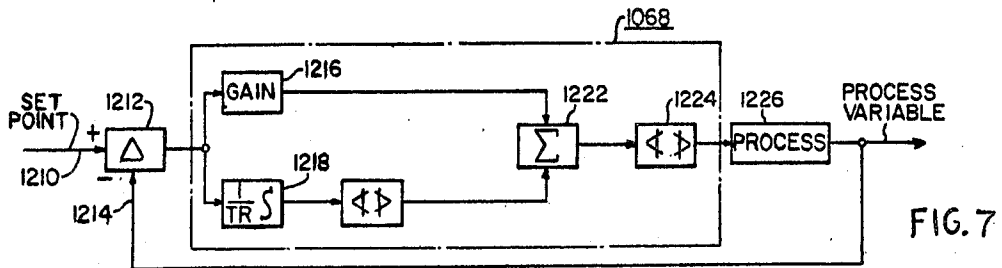 1068
SET
POINT
1210
+
-
1212
Δ
1214
GAIN
1216
1/TR ∫
1218
∢ ⊁
1222
Σ
1224
∢ ⊁
1226
PROCESS
PROCESS
VARIABLE
FIG. 7